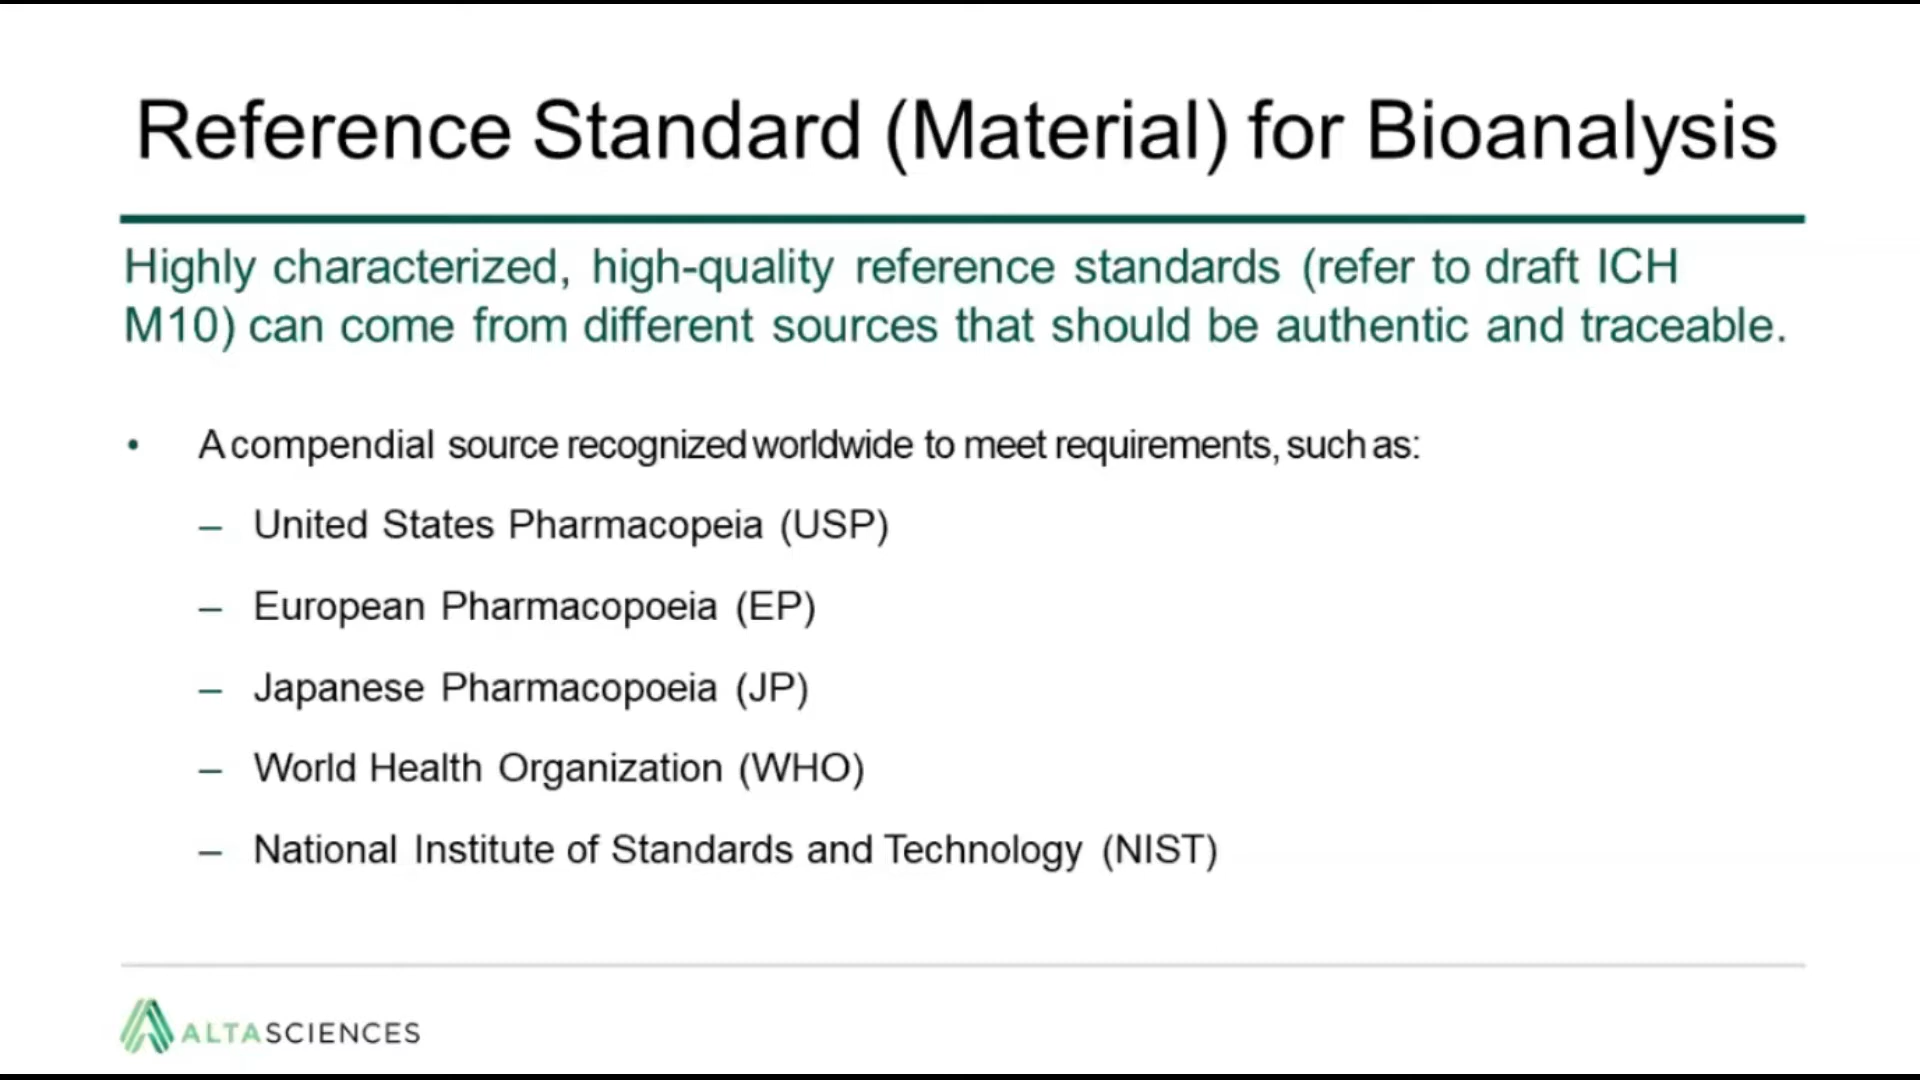 Reference Standard (Material) for Bioanalysis
Highly characterized, high-quality reference standards (refer to draft ICH
M10) can come from different sources that should be authentic and traceable.
• A compendial source recognized worldwide to meet requirements, such as:
– United States Pharmacopeia (USP)
– European Pharmacopoeia (EP)
– Japanese Pharmacopoeia (JP)
– World Health Organization (WHO)
– National Institute of Standards and Technology (NIST)
ALTASCIENCES